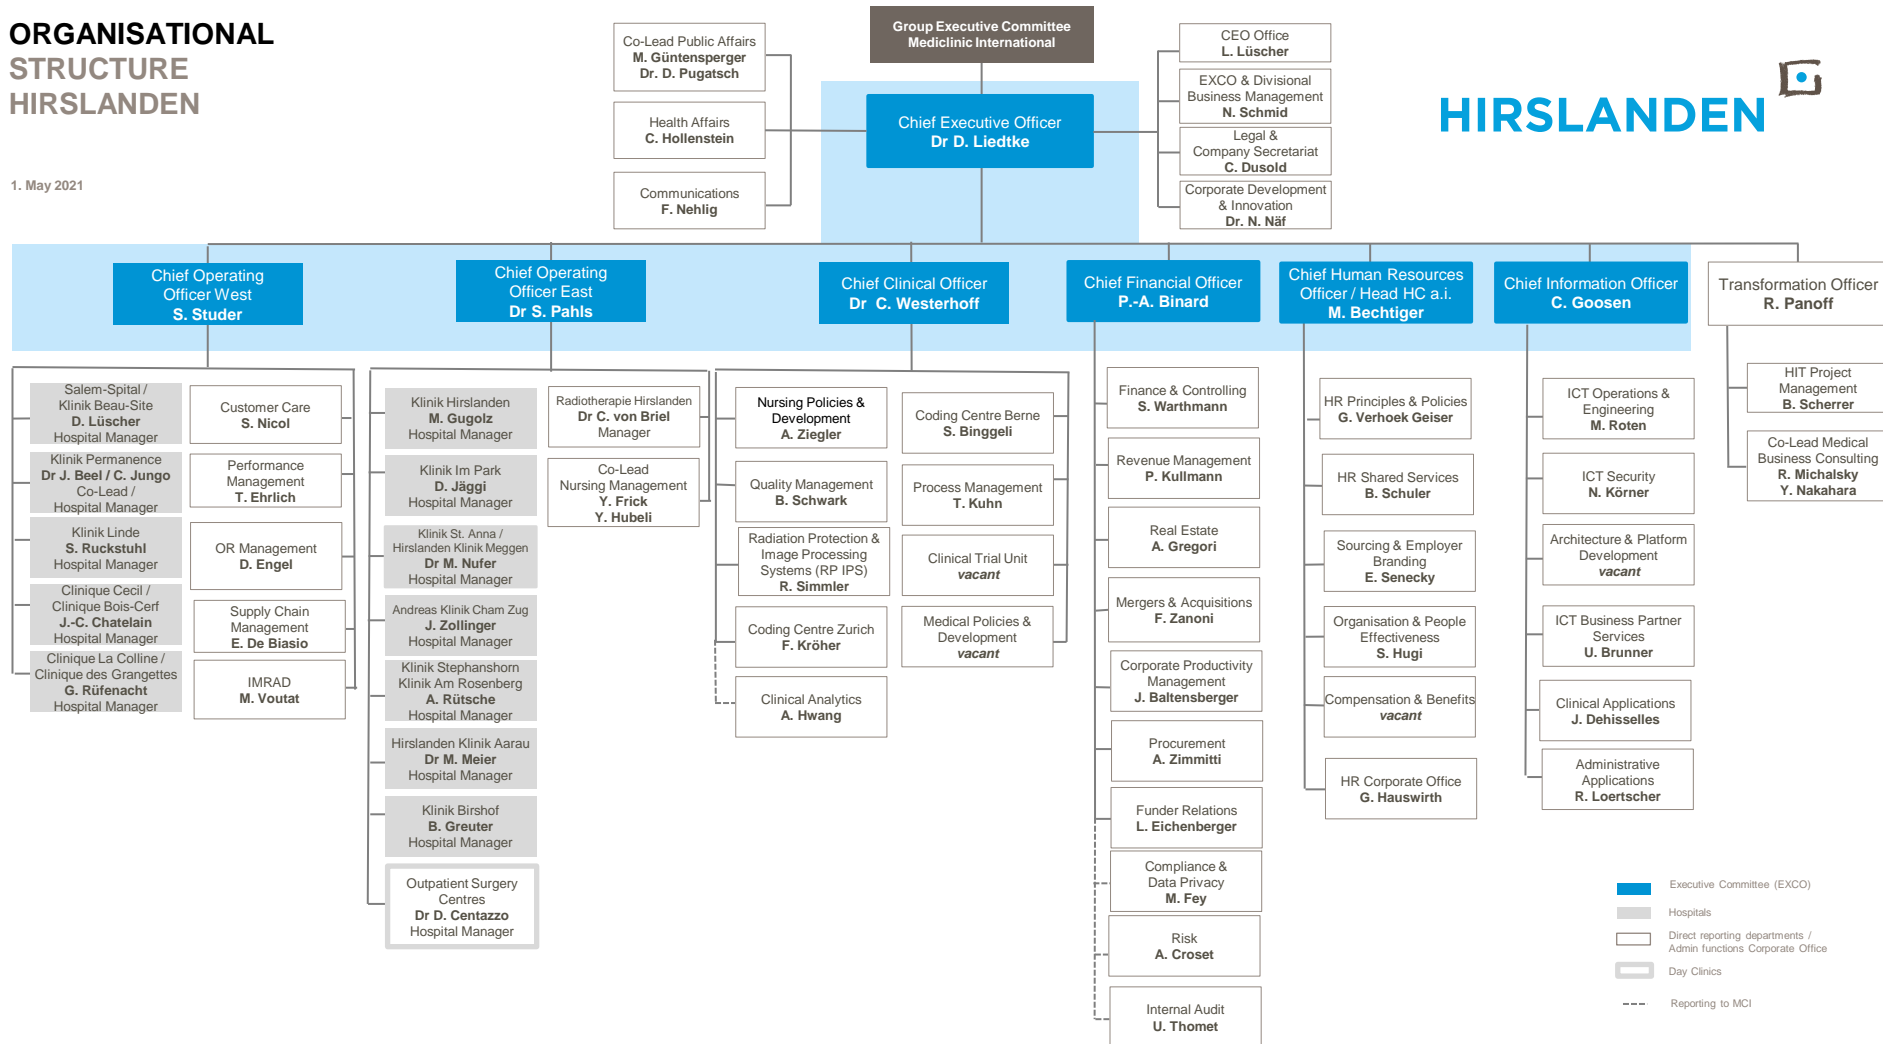 ORGANISATIONAL
STRUCTURE
HIRSLANDEN
1. May 2021
Group Executive Committee
Mediclinic International
HIRSLANDEN
Co-Lead Public Affairs
M. Güntensperger
Dr. D. Pugatsch
Health Affairs
C. Hollenstein
Communications
F. Nehlig
Chief Executive Officer
Dr D. Liedtke
CEO Office
L. Lüscher
EXCO & Divisional
Business Management
N. Schmid
Legal &
Company Secretariat
C. Dusold
Corporate Development
& Innovation
Dr. N. Näf
Chief Operating
Officer West
S. Studer
Chief Operating
Officer East
Dr S. Pahls
Chief Clinical Officer
Dr C. Westerhoff
Chief Financial Officer
P.-A. Binard
Chief Human Resources
Officer / Head HC a.i.
M. Bechtiger
Chief Information Officer
C. Goosen
Transformation Officer
R. Panoff
Salem-Spital /
Klinik Beau-Site
D. Lüscher
Hospital Manager
Klinik Permanence
Dr J. Beel / C. Jungo
Co-Lead /
Hospital Manager
Klinik Linde
S. Ruckstuhl
Hospital Manager
Clinique Cecil /
Clinique Bois-Cerf
J.-C. Chatelain
Hospital Manager
Clinique La Colline /
Clinique des Grangettes
G. Rüfenacht
Hospital Manager
Customer Care
S. Nicol
Performance
Management
T. Ehrlich
OR Management
D. Engel
Supply Chain
Management
E. De Biasio
IMRAD
M. Voutat
Klinik Hirslanden
M. Gugolz
Hospital Manager
Klinik Im Park
D. Jäggi
Hospital Manager
Klinik St. Anna /
Hirslanden Klinik Meggen
Dr M. Nufer
Hospital Manager
Andreas Klinik Cham Zug
J. Zollinger
Hospital Manager
Klinik Stephanshorn
Klinik Am Rosenberg
A. Rütsche
Hospital Manager
Hirslanden Klinik Aarau
Dr M. Meier
Hospital Manager
Klinik Birshof
B. Greuter
Hospital Manager
Outpatient Surgery
Centres
Dr D. Centazzo
Hospital Manager
Radiotherapie Hirslanden
Dr C. von Briel
Manager
Co-Lead
Nursing Management
Y. Frick
Y. Hubeli
Nursing Policies &
Development
A. Ziegler
Quality Management
B. Schwark
Radiation Protection &
Image Processing
Systems (RP IPS)
R. Simmler
Coding Centre Zurich
F. Kröher
Clinical Analytics
A. Hwang
Coding Centre Berne
S. Binggeli
Process Management
T. Kuhn
Clinical Trial Unit
vacant
Medical Policies &
Development
vacant
Finance & Controlling
S. Warthmann
Revenue Management
P. Kullmann
Real Estate
A. Gregori
Mergers & Acquisitions
F. Zanoni
Corporate Productivity
Management
J. Baltensberger
Procurement
A. Zimmitti
Funder Relations
L. Eichenberger
Compliance &
Data Privacy
M. Fey
Risk
A. Croset
Internal Audit
U. Thomet
HR Principles & Policies
G. Verhoek Geiser
HR Shared Services
B. Schuler
Sourcing & Employer
Branding
E. Senecky
Organisation & People
Effectiveness
S. Hugi
Compensation & Benefits
vacant
HR Corporate Office
G. Hauswirth
ICT Operations &
Engineering
M. Roten
ICT Security
N. Körner
Architecture & Platform
Development
vacant
ICT Business Partner
Services
U. Brunner
Clinical Applications
J. Dehisselles
Administrative
Applications
R. Loertscher
HIT Project
Management
B. Scherrer
Co-Lead Medical
Business Consulting
R. Michalsky
Y. Nakahara
Executive Committee (EXCO)
Hospitals
Direct reporting departments /
Admin functions Corporate Office
Day Clinics
Reporting to MCI